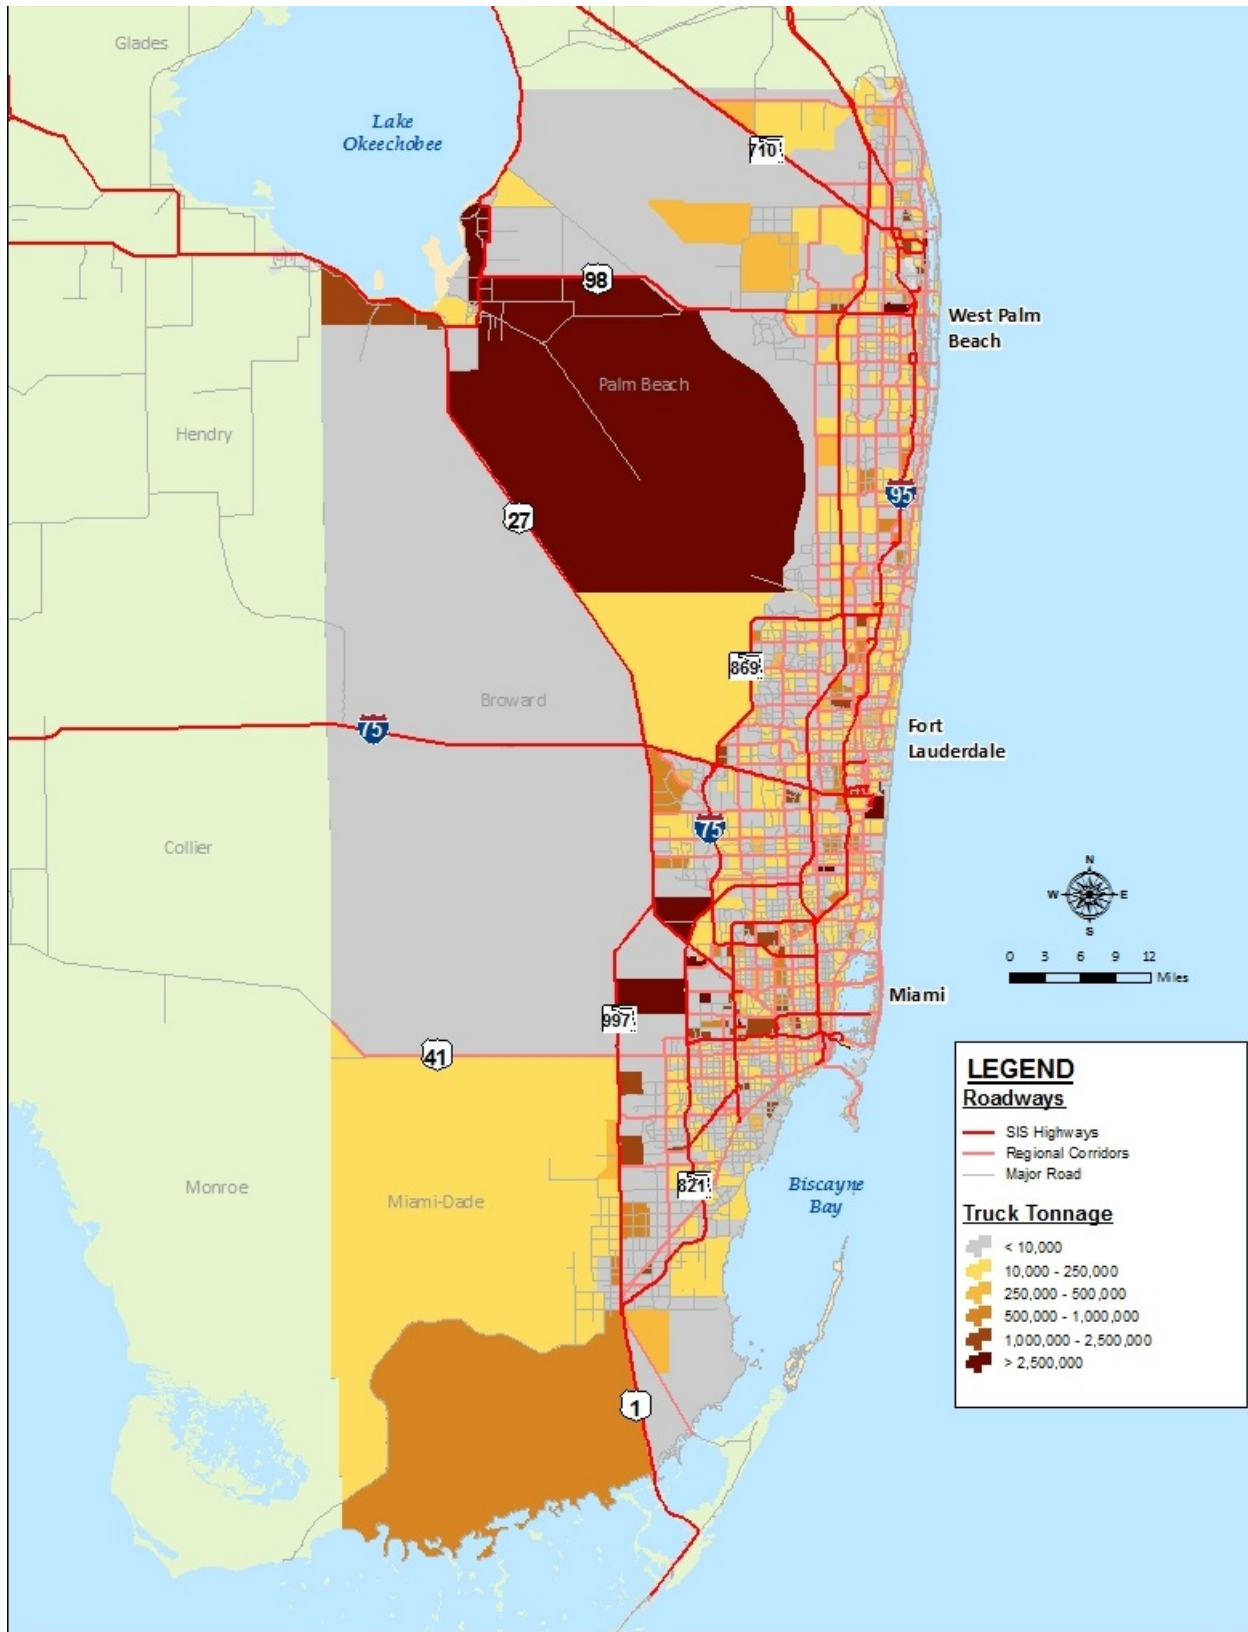 Glades
Lake
Okeechobee
710
98
West Palm
Beach
Palm Beach
Hendry
95
27
869
Broward
75
Fort
Lauderdale
75
Collier
N
W E
S
0 3 6 9 12
Miles
Miami
997
41
LEGEND
Roadways
SIS Highways
Regional Corridors
Major Road
Monroe
Miami-Dade
821
Biscayne
Bay
Truck Tonnage
< 10,000
10,000 - 250,000
250,000 - 500,000
500,000 - 1,000,000
1,000,000 - 2,500,000
> 2,500,000
1